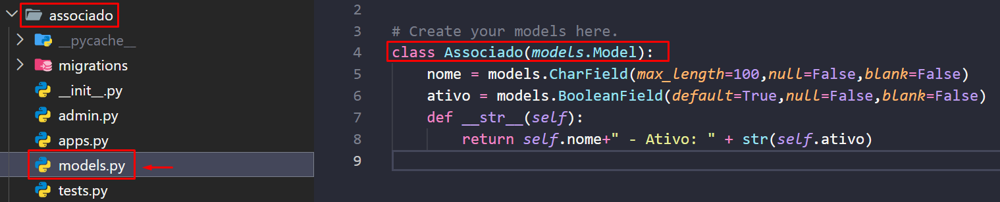 associado
__pycache__
migrations
__init__.py
admin.py
apps.py
models.py
tests.py
2
3 # Create your models here.
4 class Associado(models.Model):
5     nome = models.CharField(max_length=100,null=False,blank=False)
6     ativo = models.BooleanField(default=True,null=False,blank=False)
7     def __str__(self):
8         return self.nome+" - Ativo: " + str(self.ativo)
9